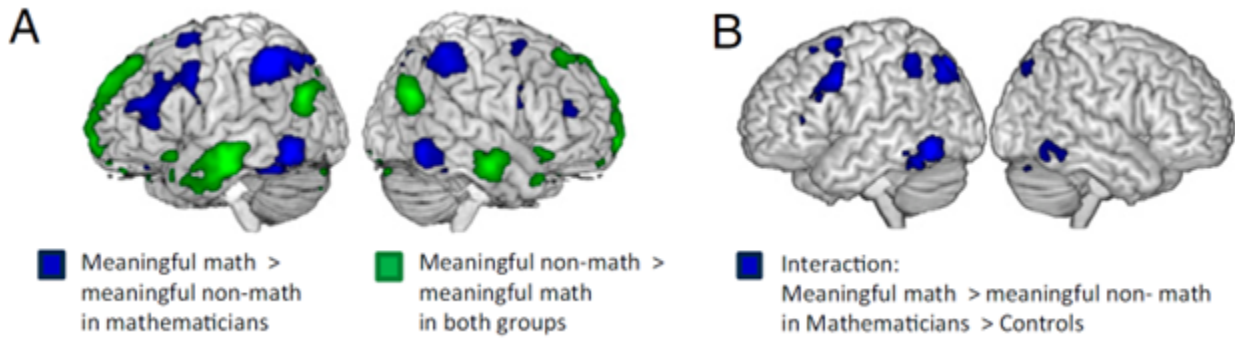 A
B
Meaningful math >
meaningful non-math
in mathematicians
Meaningful non-math >
meaningful math
in both groups
Interaction:
Meaningful math > meaningful non- math
in Mathematicians > Controls